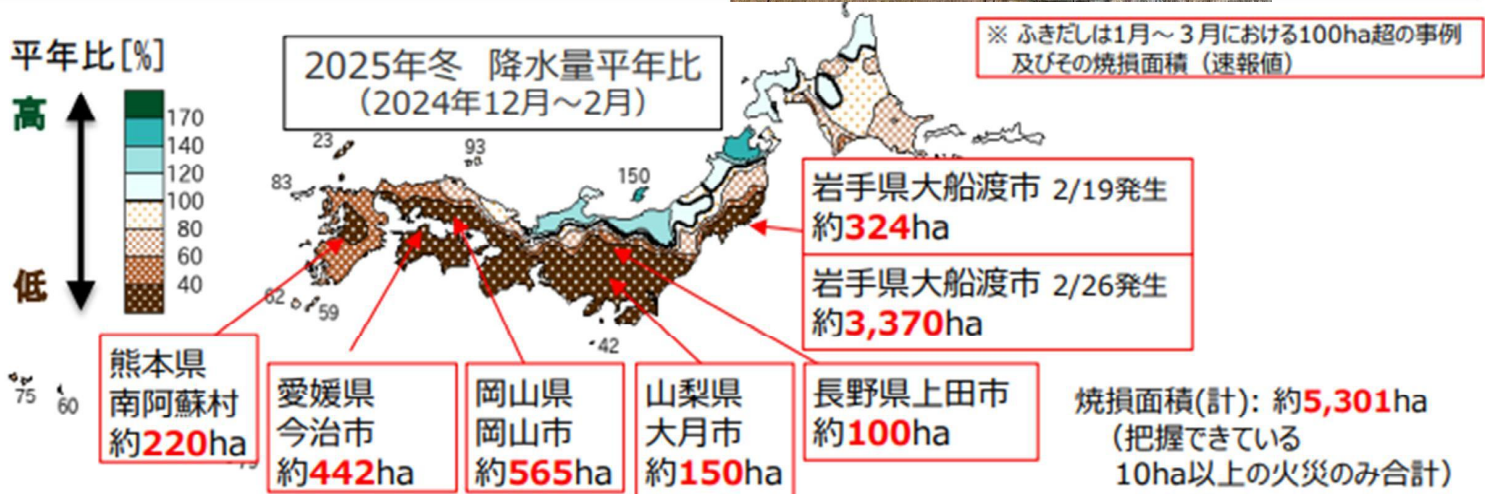 平年比[%]
高
低
170
140
120
100
80
60
40
2025年冬 降水量平年比
（2024年12月～2月）
※ ふきだしは1月～３月における100ha超の事例
及びその焼損面積（速報値）
23
93
83
150
62
59
42
75
60
岩手県大船渡市 2/19発生
約324ha
岩手県大船渡市 2/26発生
約3,370ha
熊本県
南阿蘇村
約220ha
愛媛県
今治市
約442ha
岡山県
岡山市
約565ha
山梨県
大月市
約150ha
長野県上田市
約100ha
焼損面積(計): 約5,301ha
（把握できている
10ha以上の火災のみ合計）